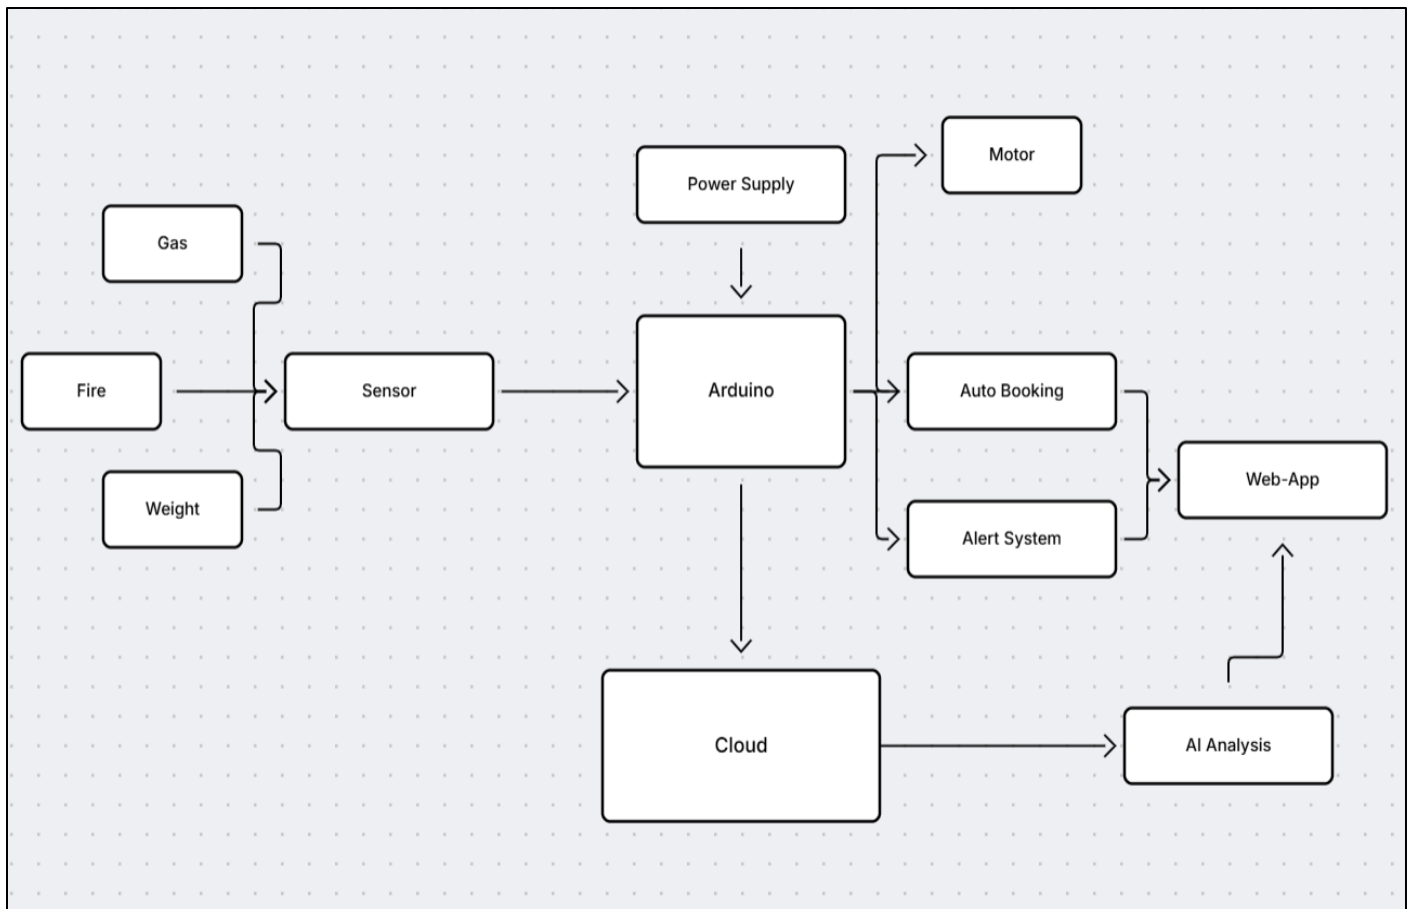 Motor
Power Supply
Gas
Fire
Sensor
Arduino
Auto Booking
Web-App
Weight
Alert System
Cloud
AI Analysis